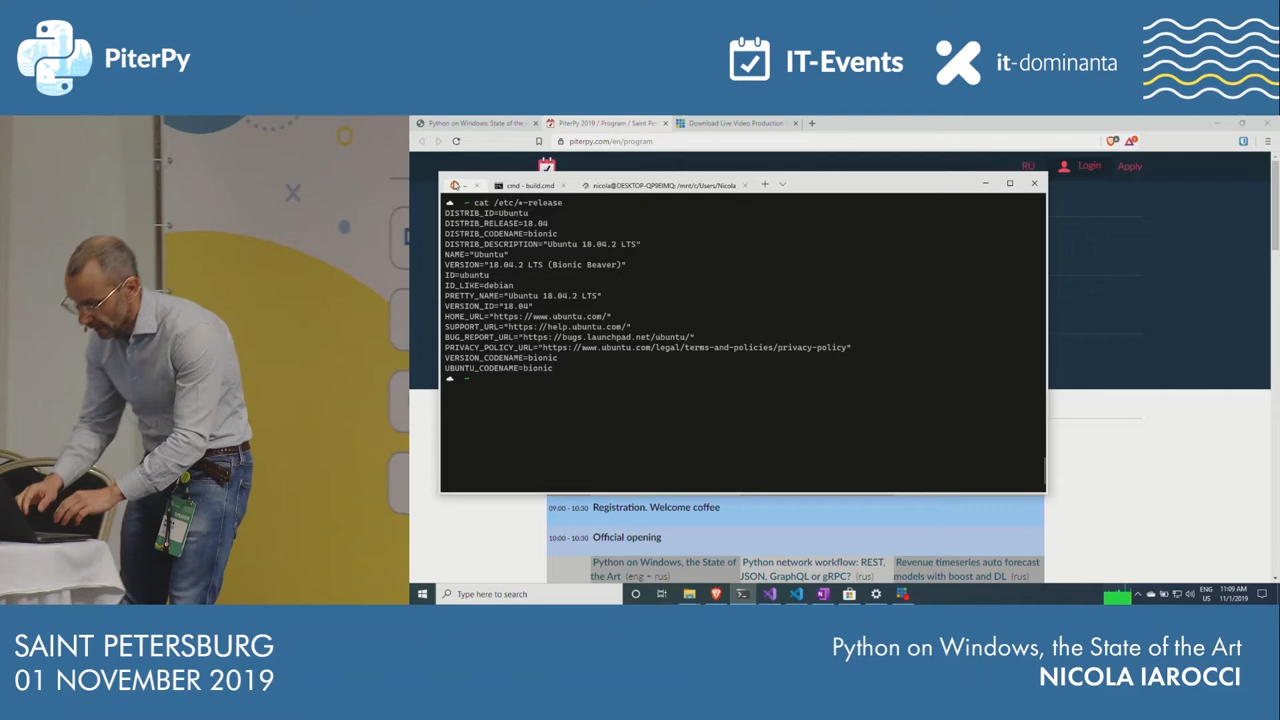 PiterPy
IT-Events
it-dominanta
Python on Windows: State of the
PiterPy 2019 / Program / Saint Pe
Download Live Video Production
piterpy.com/en/program
RU
Login
Apply
cmd - build.cmd
nicola@DESKTOP-QP9EIMQ: /mnt/c/Users/Nicola
~ cat /etc/*-release
DISTRIB_ID=Ubuntu
DISTRIB_RELEASE=18.04
DISTRIB_CODENAME=bionic
DISTRIB_DESCRIPTION="Ubuntu 18.04.2 LTS"
NAME="Ubuntu"
VERSION="18.04.2 LTS (Bionic Beaver)"
ID=ubuntu
ID_LIKE=debian
PRETTY_NAME="Ubuntu 18.04.2 LTS"
VERSION_ID="18.04"
HOME_URL="https://www.ubuntu.com/"
SUPPORT_URL="https://help.ubuntu.com/"
BUG_REPORT_URL="https://bugs.launchpad.net/ubuntu/"
PRIVACY_POLICY_URL="https://www.ubuntu.com/legal/terms-and-policies/privacy-policy"
VERSION_CODENAME=bionic
UBUNTU_CODENAME=bionic
~
09:00 - 10:30 Registration. Welcome coffee
10:00 - 10:30 Official opening
Python on Windows, the State of the Art (eng + rus)
Python network workflow: REST, JSON, GraphQL or gRPC? (rus)
Revenue timeseries auto forecast models with boost and DL (rus)
Type here to search
ENG
US
11:09 AM
11/1/2019
SAINT PETERSBURG
01 NOVEMBER 2019
Python on Windows, the State of the Art
NICOLA IAROCCI